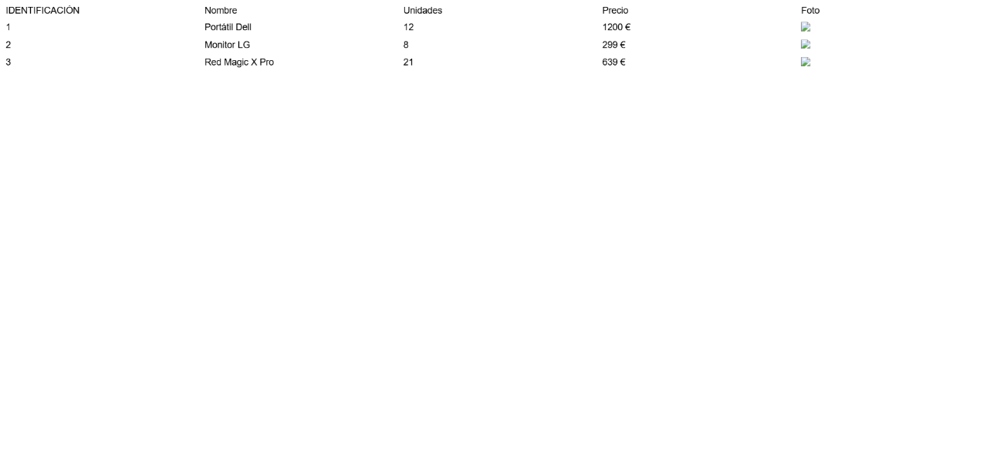 IDENTIFICACIÓN Nombre Unidades Precio Foto
1 Portátil Dell 12 1200 €
2 Monitor LG 8 299 €
3 Red Magic X Pro 21 639 €